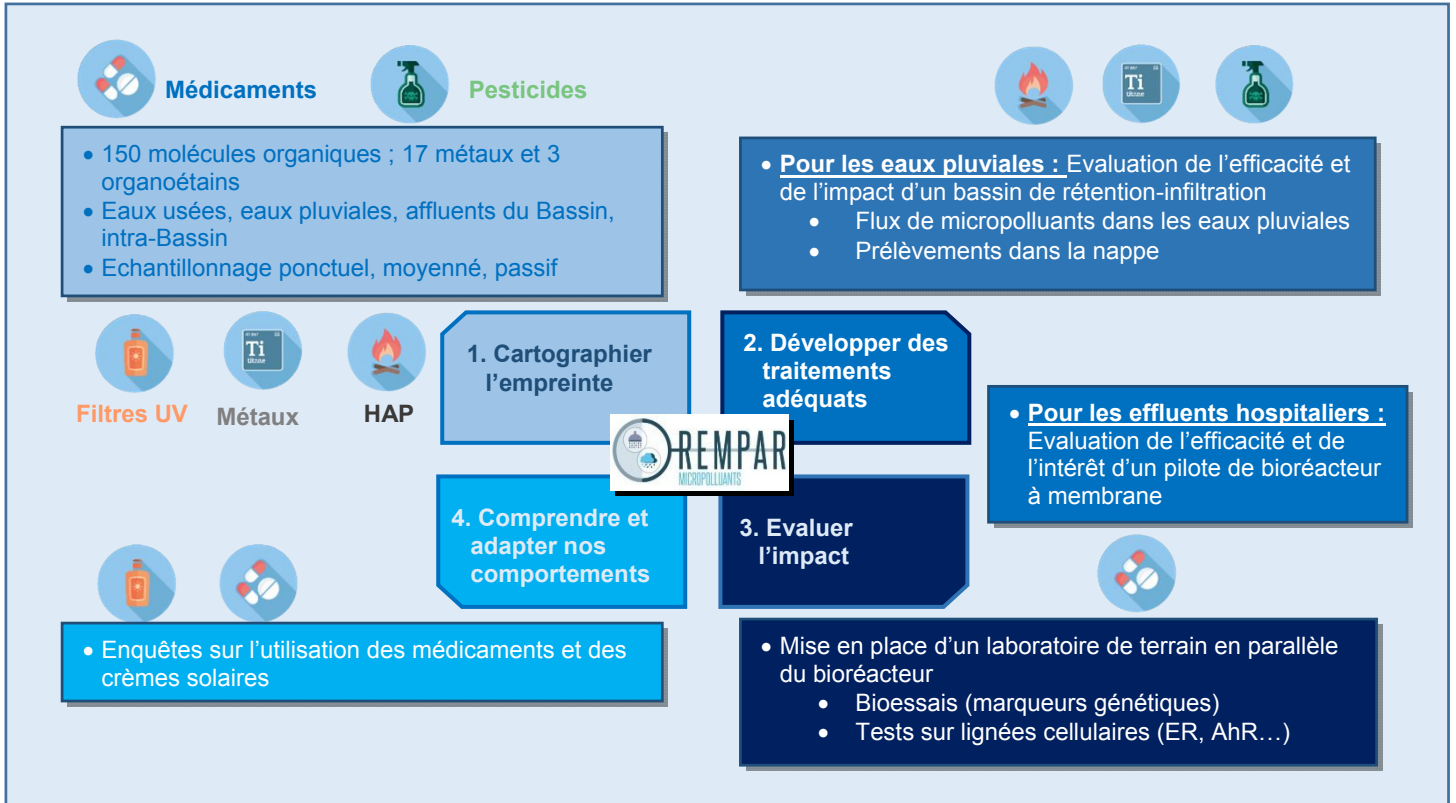 Médicaments
Pesticides
• 150 molécules organiques ; 17 métaux et 3
organoétains
• Eaux usées, eaux pluviales, affluents du Bassin,
intra-Bassin
• Echantillonnage ponctuel, moyenné, passif
Filtres UV
Ti
titane
Métaux
HAP
1. Cartographier
l'empreinte
Ti
titane
• Pour les eaux pluviales : Evaluation de l'efficacité et
de l'impact d'un bassin de rétention-infiltration
• Flux de micropolluants dans les eaux pluviales
• Prélèvements dans la nappe
2. Développer des
traitements
adéquats
• Pour les effluents hospitaliers :
Evaluation de l'efficacité et de
l'intérêt d'un pilote de bioréacteur
à membrane
REMPAR
MICROPOLLUANTS
4. Comprendre et
adapter nos
comportements
3. Evaluer
l'impact
• Enquêtes sur l'utilisation des médicaments et des
crèmes solaires
• Mise en place d'un laboratoire de terrain en parallèle
du bioréacteur
• Bioessais (marqueurs génétiques)
• Tests sur lignées cellulaires (ER, AhR…)